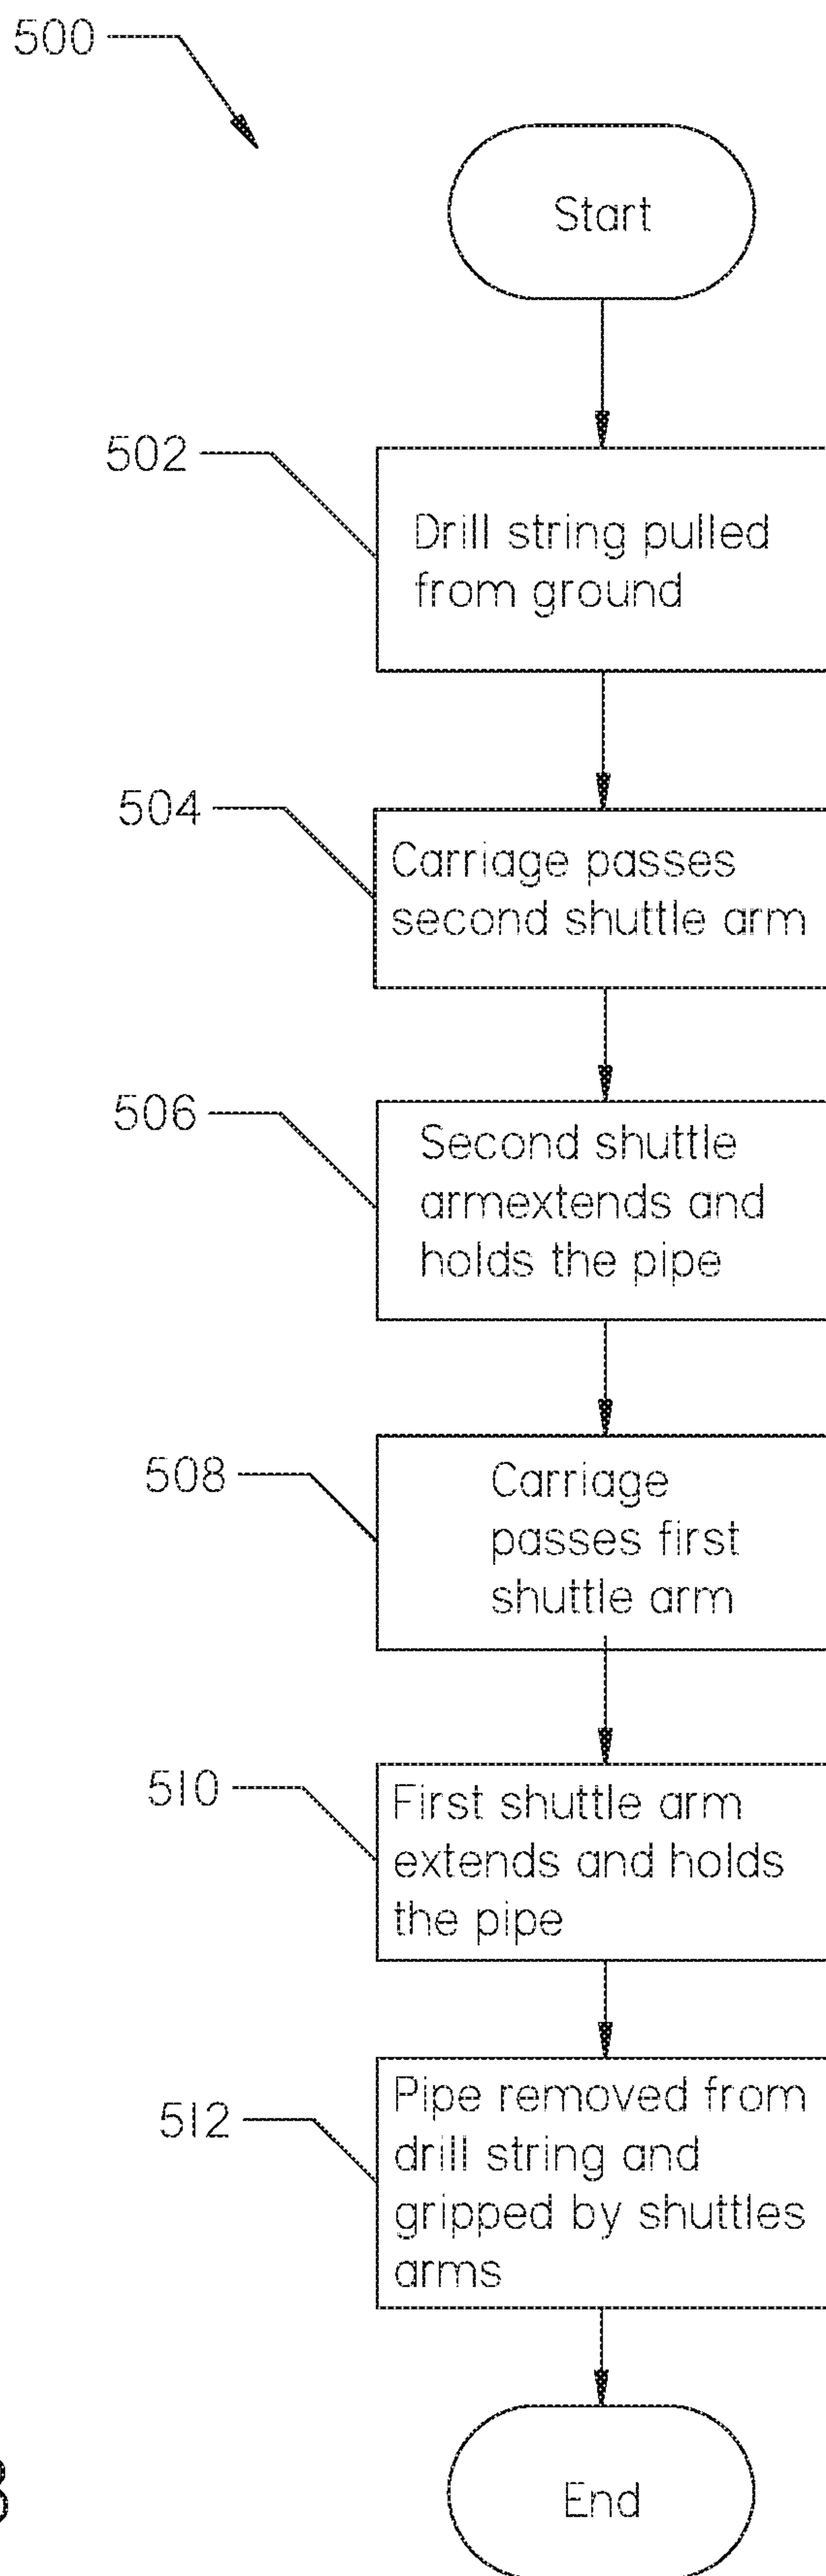 500
Start
502
Drill string pulled
from ground
504
Carriage passes
second shuttle arm
506
Second shuttle
armextends and
holds the pipe
508
Carriage
passes first
shuttle arm
510
First shuttle arm
extends and holds
the pipe
512
Pipe removed from
drill string and
gripped by shuttles
arms
End